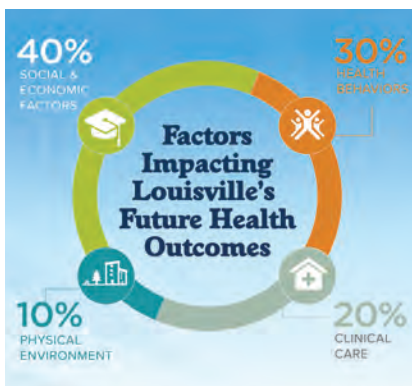 40%
SOCIAL &
ECONOMIC
FACTORS
30%
HEALTH
BEHAVIORS
Factors
Impacting
Louisville's
Future Health
Outcomes
10%
PHYSICAL
ENVIRONMENT
20%
CLINICAL
CARE